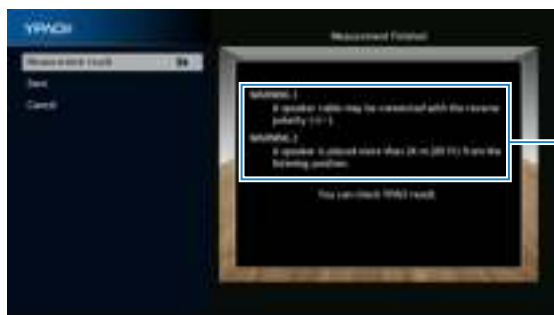 YPAO
Measurement Finished
Measurement result
Save
Cancel
WARNING:1
A speaker cable may be connected with the reverse
polarity (+/-).
WARNING:2
A speaker is placed more than 24 m (80 ft) from the
listening position.
You can check YPAO result.